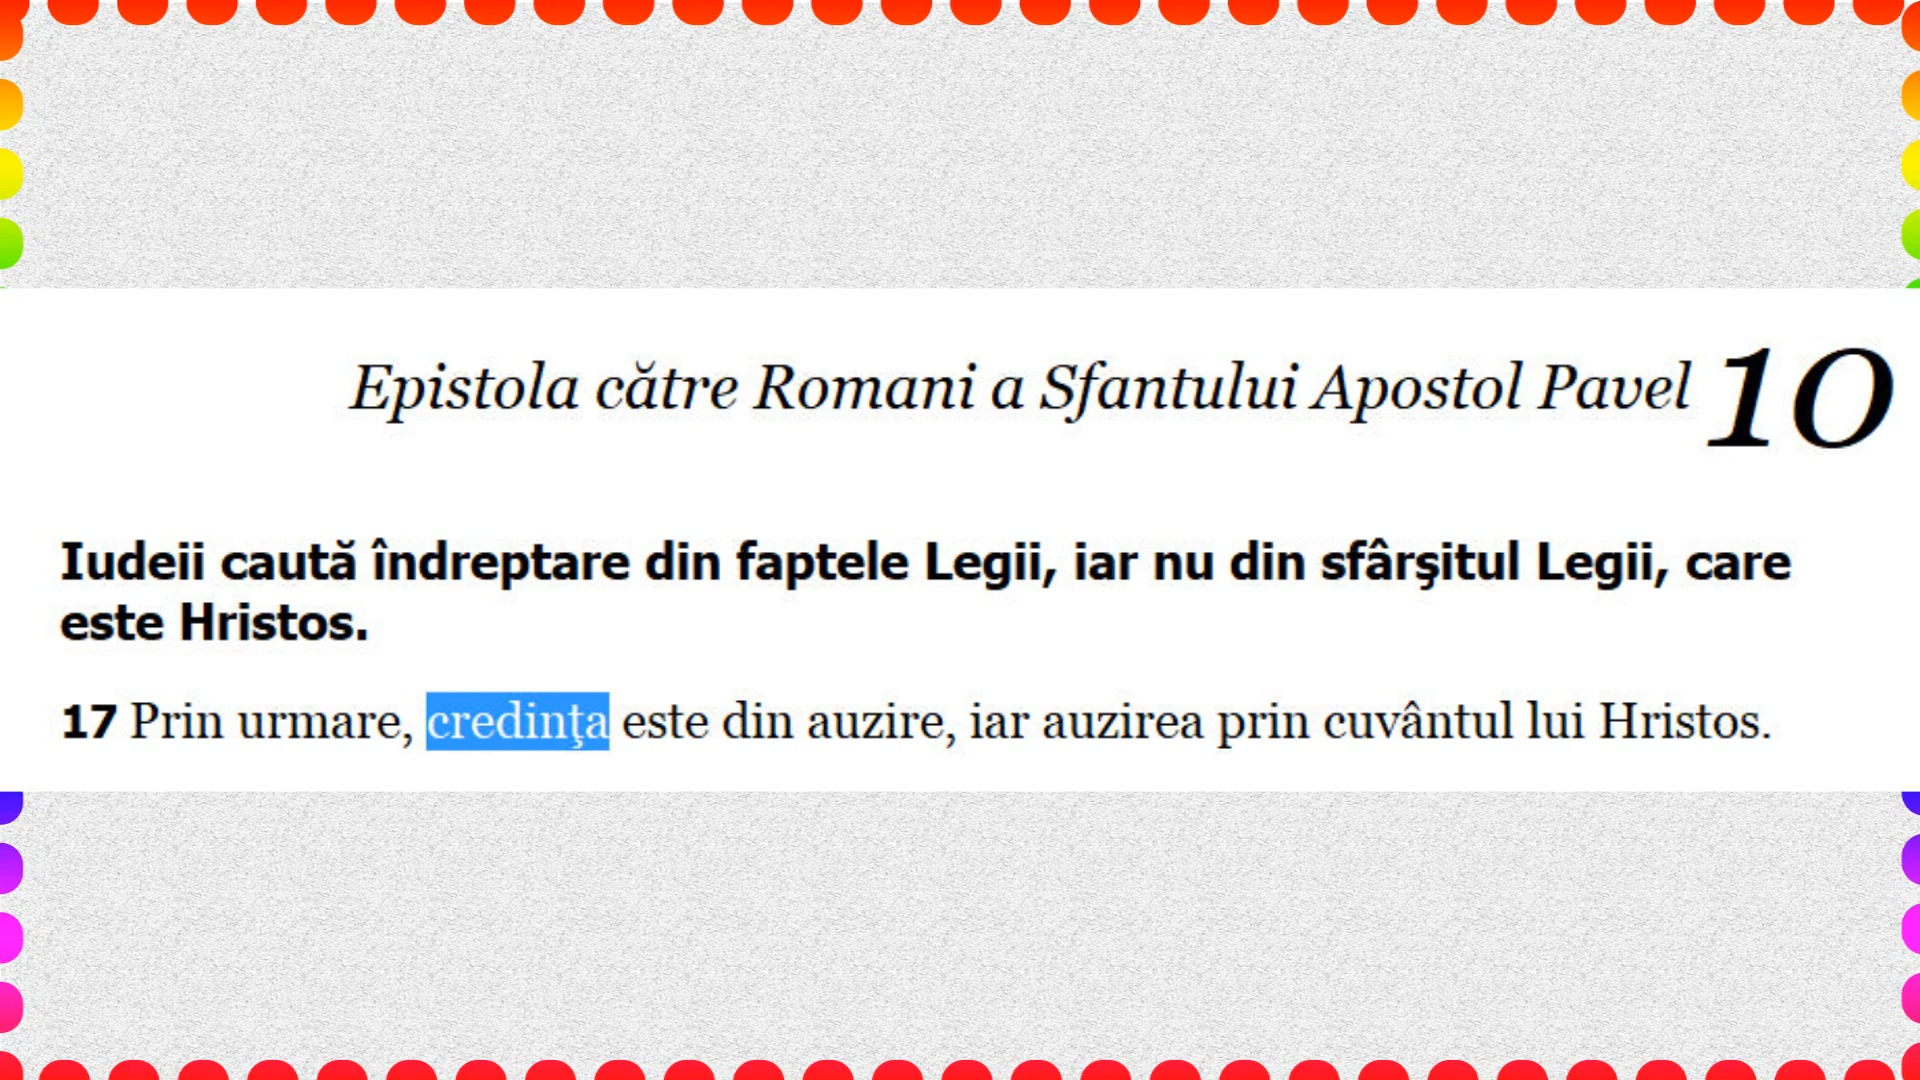 Epistola către Romani a Sfantului Apostol Pavel 10
Iudeii caută îndreptare din faptele Legii, iar nu din sfârşitul Legii, care
este Hristos.
17 Prin urmare, credinţa este din auzire, iar auzirea prin cuvântul lui Hristos.